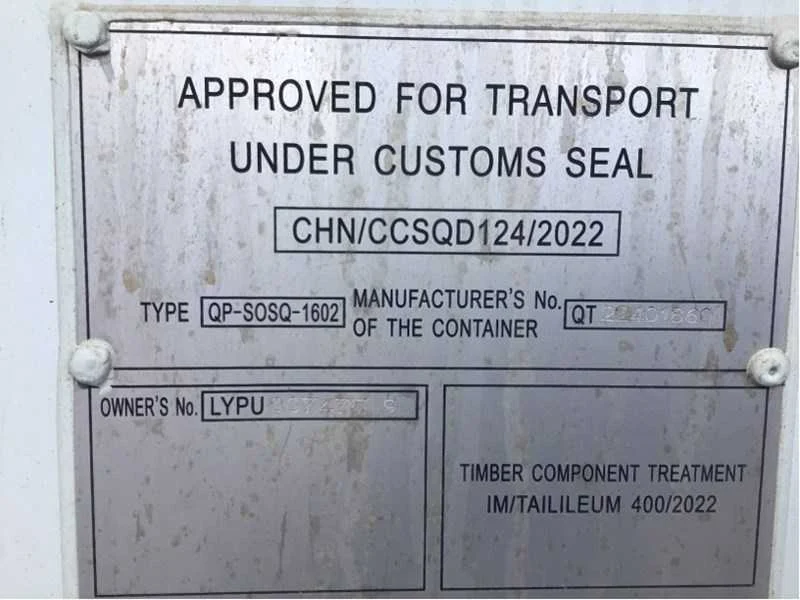 APPROVED FOR TRANSPORT
UNDER CUSTOMS SEAL
CHN/CCSQD124/2022
TYPE QP-SOSQ-1602 MANUFACTURER'S No.
OF THE CONTAINER QT
OWNER'S No. LYPU
TIMBER COMPONENT TREATMENT
IM/TAILILEUM 400/2022